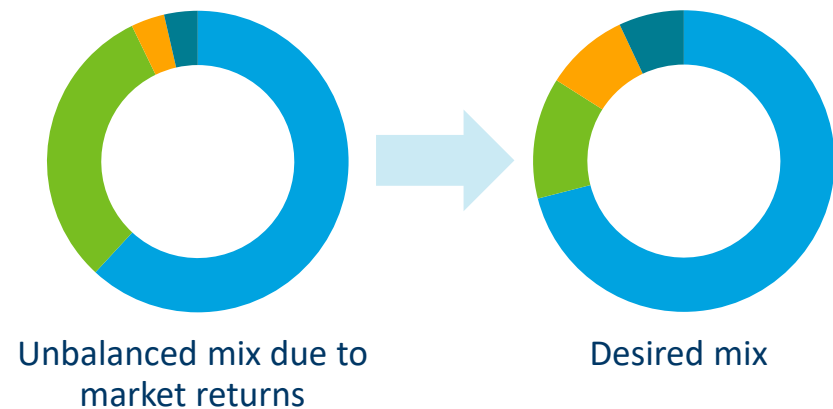 Unbalanced mix due to
market returns
Desired mix